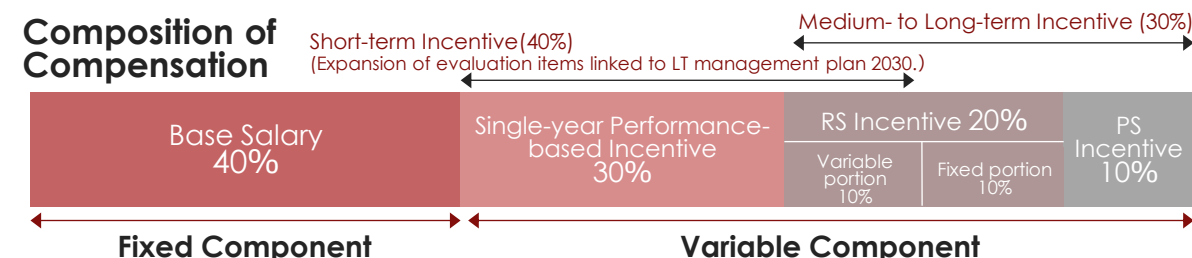 Composition of
Compensation
Short-term Incentive(40%)
(Expansion of evaluation items linked to LT management plan 2030.)
Medium- to Long-term Incentive (30%)
Base Salary
40%
Single-year Performance-
based Incentive
30%
RS Incentive 20%
Variable
portion
10%
Fixed portion
10%
PS
Incentive
10%
Fixed Component
Variable Component